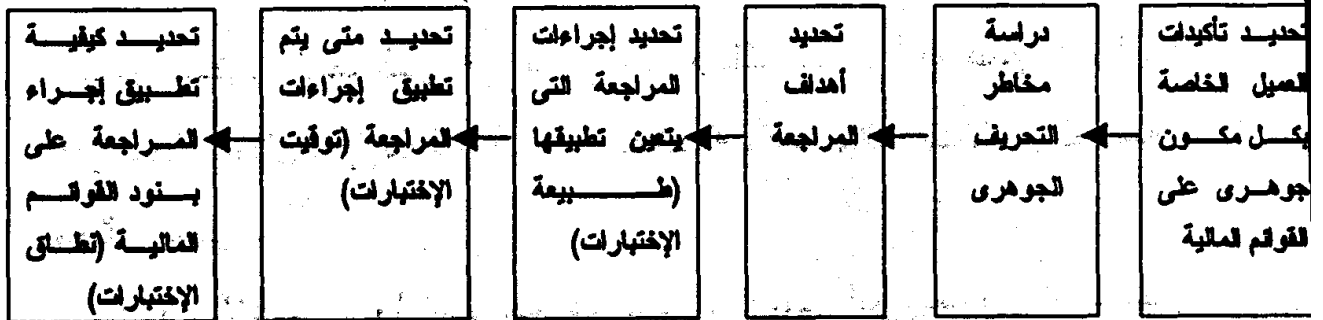 تحديد تأكيدات
العميل الخاصة
بكل مكون
جوهرى على
القوائم المالية
دراسة
مخاطر
التحريف
الجوهرى
تحديد
أهداف
المراجعة
تحديد إجراءات
المراجعة التى
يتعين تطبيقها
(طبيعة
الإختبارات)
تحديد متى يتم
تطبيق إجراءات
المراجعة (توقيت
الإختبارات)
تحديد كيفية
تطبيق إجراء
المراجعة على
بنود القوائم
المالية (نطاق
الإختبارات)